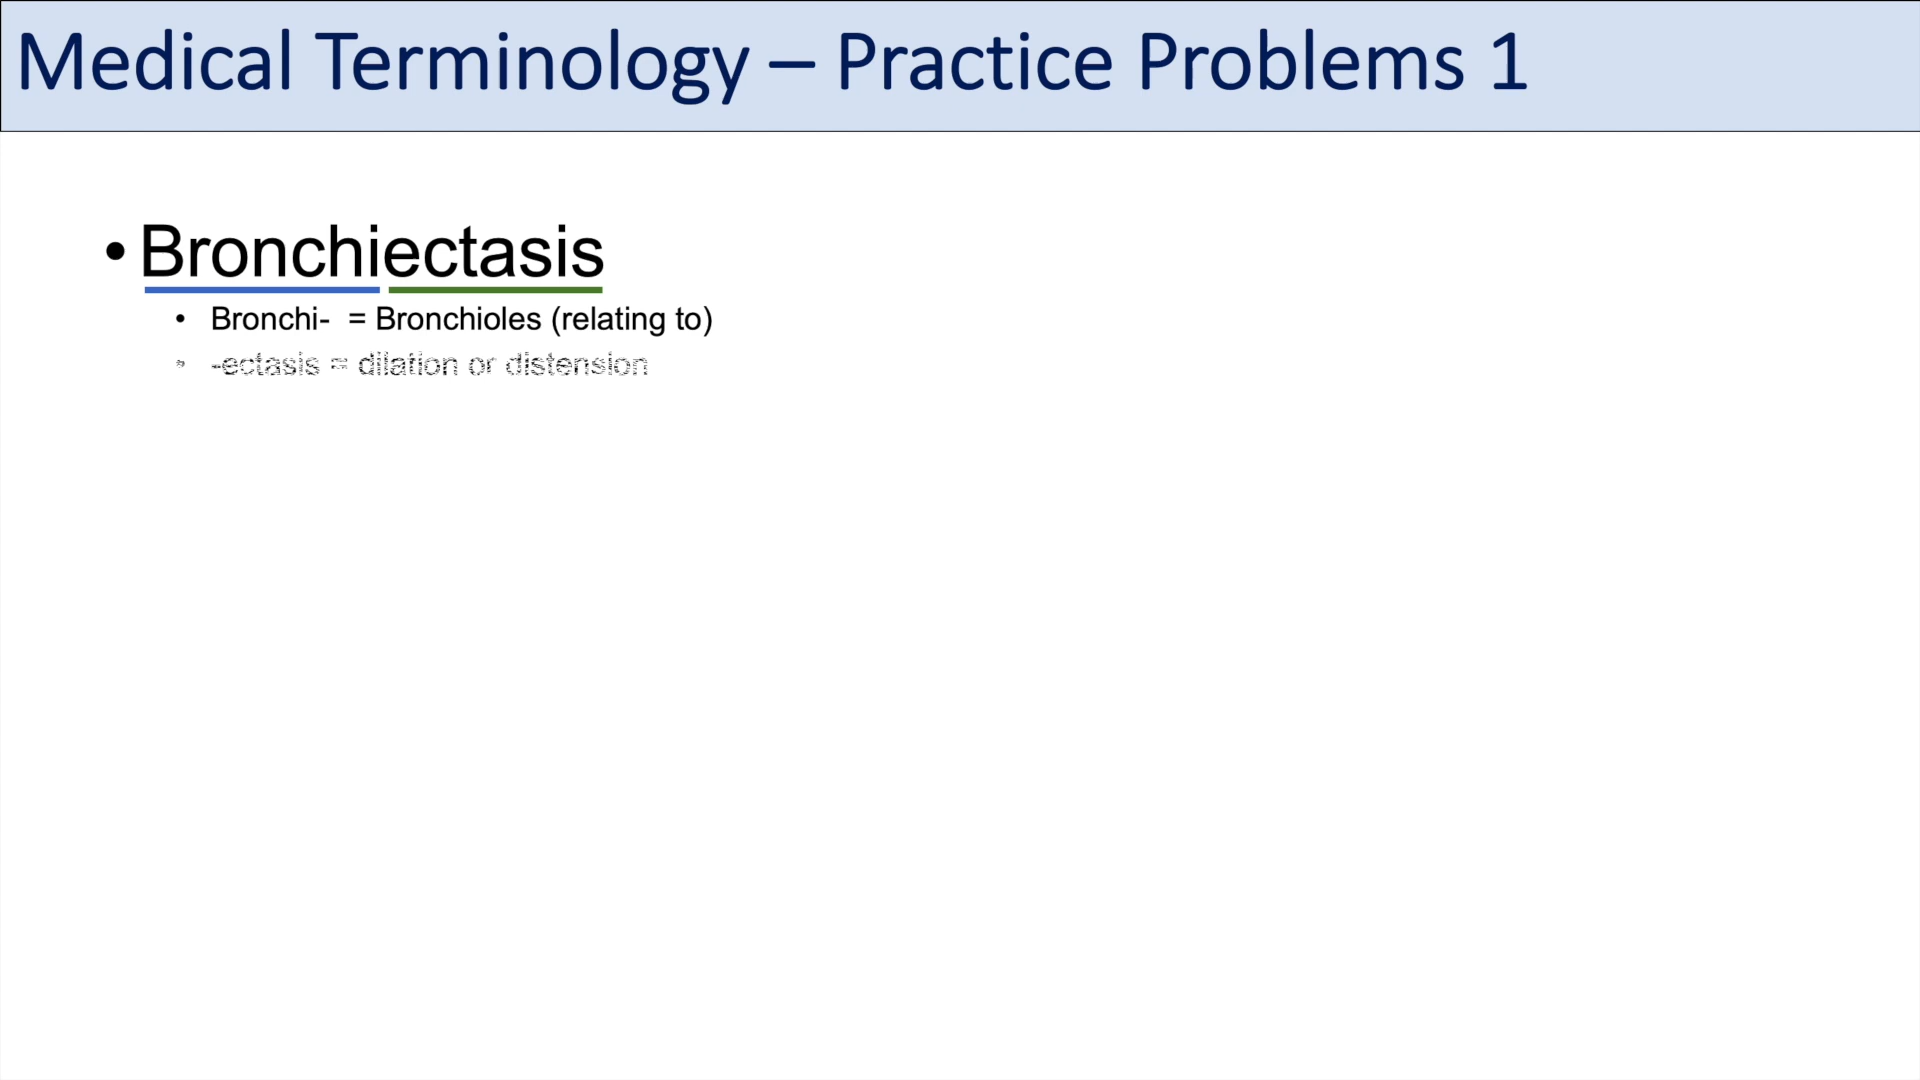 Medical Terminology – Practice Problems 1
• Bronchiectasis
• Bronchi- = Bronchioles (relating to)
• -ectasis = dilation or distension